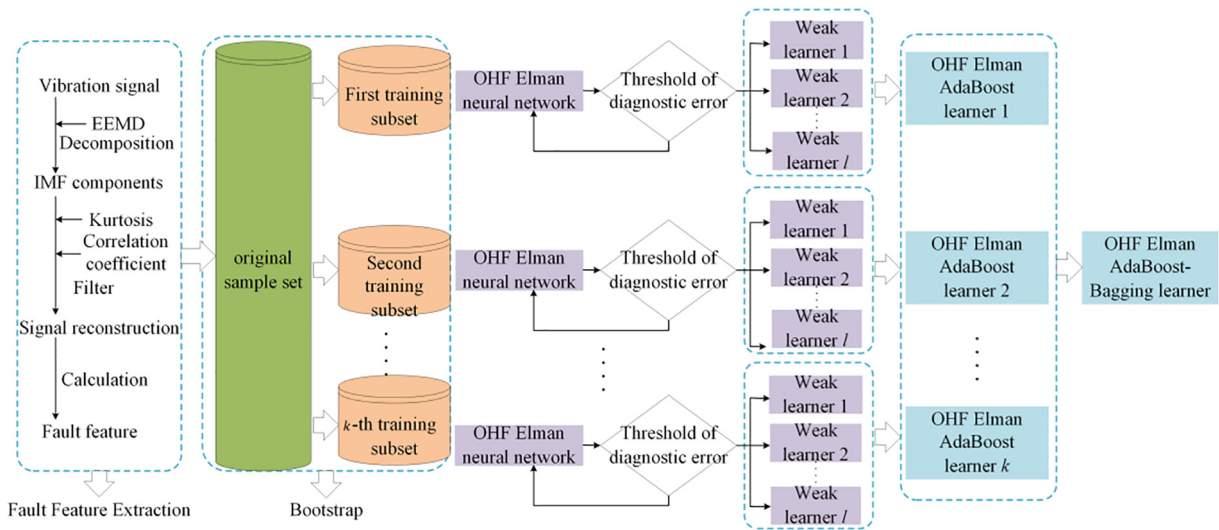 Vibration signal
EEMD
Decomposition
IMF components
Kurtosis
Correlation
coefficient
Filter
Signal reconstruction
Calculation
Fault feature
Fault Feature Extraction
original
sample set
First training
subset
Second
training
subset
k-th training
subset
Bootstrap
OHF Elman
neural network
Threshold of
diagnostic error
Weak
learner 1
Weak
learner 2
Weak
learner l
OHF Elman
AdaBoost
learner 1
OHF Elman
neural network
Threshold of
diagnostic error
Weak
learner 1
Weak
learner 2
Weak
learner l
OHF Elman
AdaBoost
learner 2
OHF Elman
neural network
Threshold of
diagnostic error
Weak
learner 1
Weak
learner 2
Weak
learner l
OHF Elman
AdaBoost
learner k
OHF Elman
AdaBoost-
Bagging learner